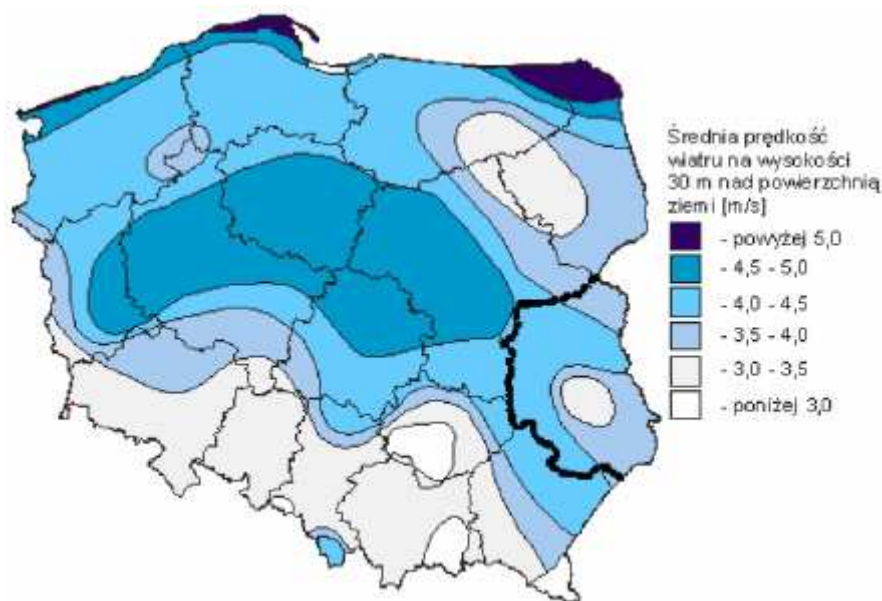 Średnia prędkość
wiatru na wysokości
30 m nad powierzchnią
ziemi [m/s]
- powyżej 5,0
- 4,5 - 5,0
- 4,0 - 4,5
- 3,5 - 4,0
- 3,0 - 3,5
- poniżej 3,0